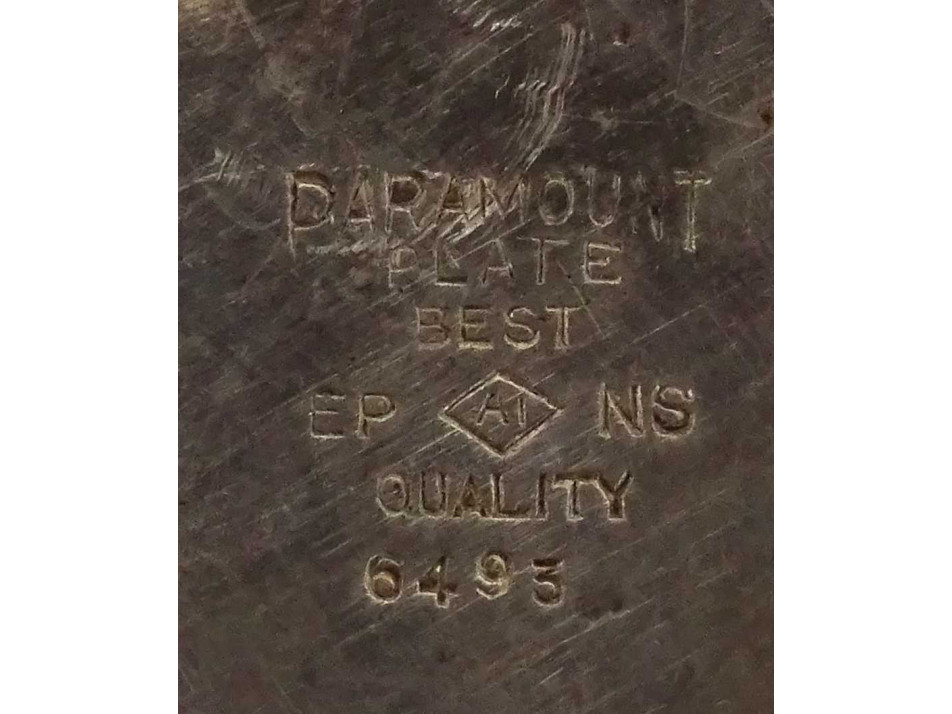 PARAMOUNT
PLATE
BEST
EP A1 NS
QUALITY
6493